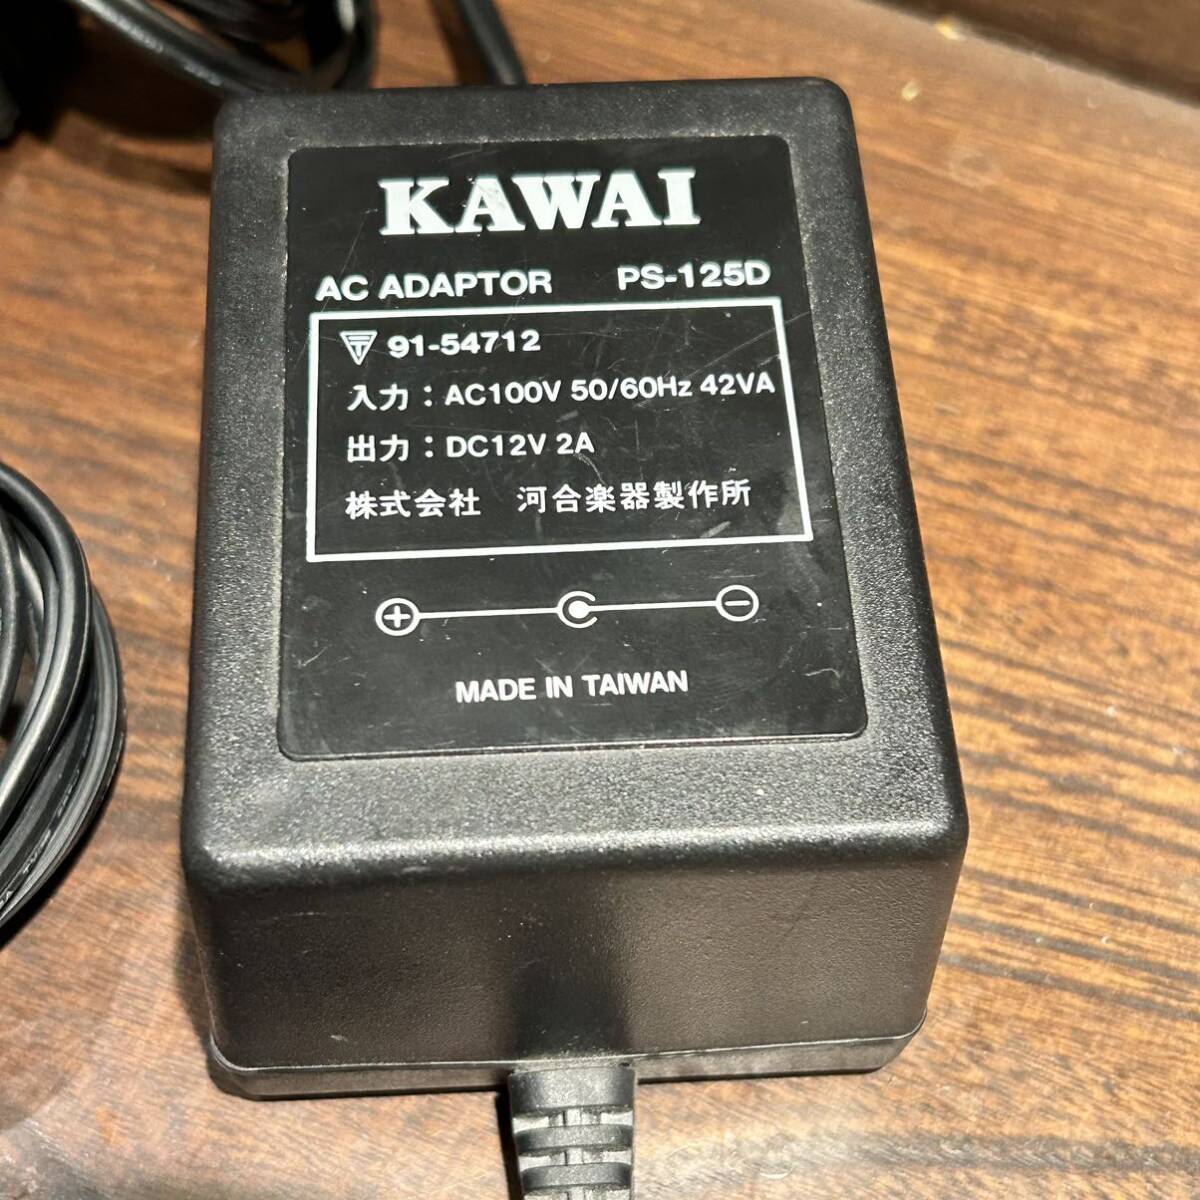 KAWAI
AC ADAPTOR PS-125D
91-54712
入力：AC100V 50/60Hz 42VA
出力：DC12V 2A
株式会社 河合楽器製作所
MADE IN TAIWAN